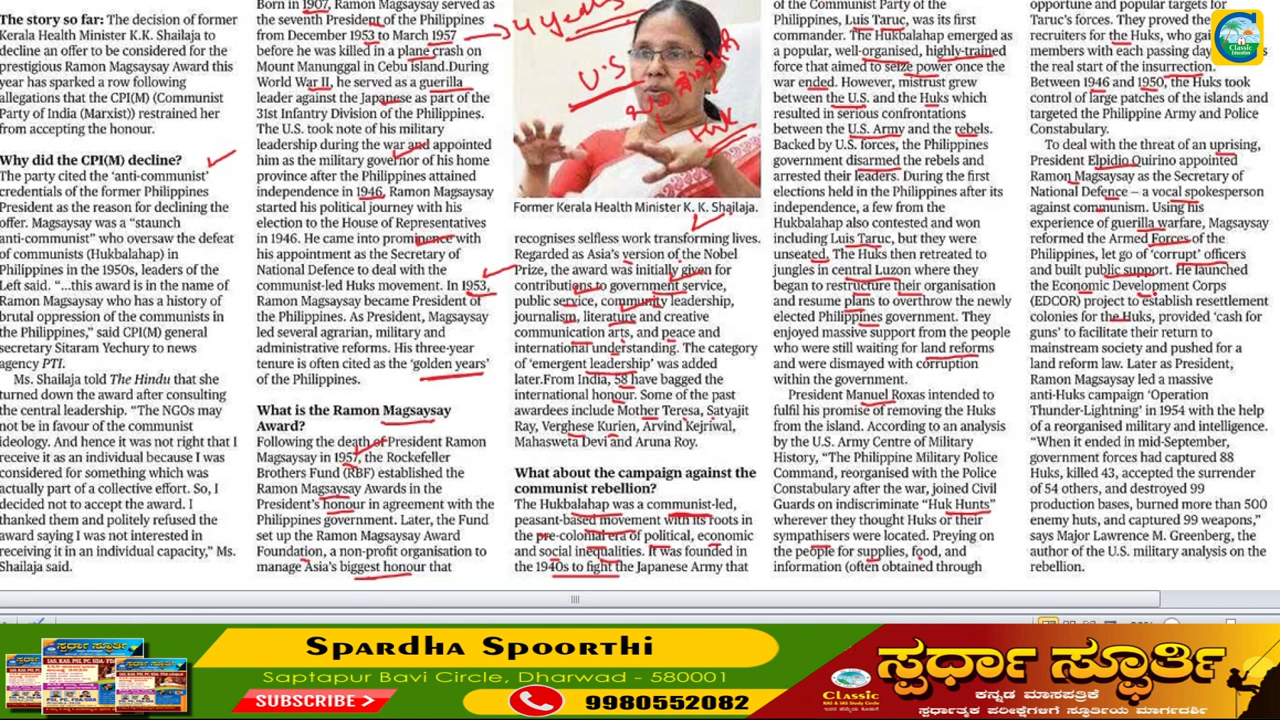 The story so far: The decision of former
Kerala Health Minister K.K. Shailaja to
decline an offer to be considered for the
prestigious Ramon Magsaysay Award this
year has sparked a row following
allegations that the CPI(M) (Communist
Party of India (Marxist)) restrained her
from accepting the honour.
Why did the CPI(M) decline?
The party cited the ‘anti-communist’
credentials of the former Philippines
President as the reason for declining the
offer. Magsaysay was a “staunch
anti-communist” who oversaw the defeat
of communists (Hukbalahap) in
Philippines in the 1950s, leaders of the
Left said. “...this award is in the name of
Ramon Magsaysay who has a history of
brutal oppression of the communists in
the Philippines,” said CPI(M) general
secretary Sitaram Yechury to news
agency PTI.
Ms. Shailaja told The Hindu that she
turned down the award after consulting
the central leadership. “The NGOs may
not be in favour of the communist
ideology. And hence it was not right that I
receive it as an individual because I was
considered for something which was
actually part of a collective effort. So, I
decided not to accept the award. I
thanked them and politely refused the
award saying I was not interested in
receiving it in an individual capacity,” Ms.
Shailaja said.
Born in 1907, Ramon Magsaysay served as
the seventh President of the Philippines
from December 1953 to March 1957
before he was killed in a plane crash on
Mount Manunggal in Cebu island.During
World War II, he served as a guerilla
leader against the Japanese as part of the
31st Infantry Division of the Philippines.
The U.S. took note of his military
leadership during the war and appointed
him as the military governor of his home
province after the Philippines attained
independence in 1946, Ramon Magsaysay
started his political journey with his
election to the House of Representatives
in 1946. He came into prominence with
his appointment as the Secretary of
National Defence to deal with the
communist-led Huks movement. In 1953,
Ramon Magsaysay became President of
the Philippines. As President, Magsaysay
led several agrarian, military and
administrative reforms. His three-year
tenure is often cited as the ‘golden years’
of the Philippines.
What is the Ramon Magsaysay
Award?
Following the death of President Ramon
Magsaysay in 1957, the Rockefeller
Brothers Fund (RBF) established the
Ramon Magsaysay Awards in the
President’s honour in agreement with the
Philippines government. Later, the Fund
set up the Ramon Magsaysay Award
Foundation, a non-profit organisation to
manage Asia’s biggest honour that
4 years
U.S
Huk
Former Kerala Health Minister K. K. Shailaja.
recognises selfless work transforming lives.
Regarded as Asia’s version of the Nobel
Prize, the award was initially given for
contributions to government service,
public service, community leadership,
journalism, literature and creative
communication arts, and peace and
international understanding. The category
of ‘emergent leadership’ was added
later.From India, 58 have bagged the
international honour. Some of the past
awardees include Mother Teresa, Satyajit
Ray, Verghese Kurien, Arvind Kejriwal,
Mahasweta Devi and Aruna Roy.
What about the campaign against the
communist rebellion?
The Hukbalahap was a communist-led,
peasant-based movement with its roots in
the pre-colonial era of political, economic
and social inequalities. It was founded in
the 1940s to fight the Japanese Army that
of the Communist Party of the
Philippines, Luis Taruc, was its first
commander. The Hukbalahap emerged as
a popular, well-organised, highly-trained
force that aimed to seize power once the
war ended. However, mistrust grew
between the U.S. and the Huks which
resulted in serious confrontations
between the U.S. Army and the rebels.
Backed by U.S. forces, the Philippines
government disarmed the rebels and
arrested their leaders. During the first
elections held in the Philippines after its
independence, a few from the
Hukbalahap also contested and won
including Luis Taruc, but they were
unseated. The Huks then retreated to
jungles in central Luzon where they
began to restructure their organisation
and resume plans to overthrow the newly
elected Philippines government. They
enjoyed massive support from the people
who were still waiting for land reforms
and were dismayed with corruption
within the government.
President Manuel Roxas intended to
fulfil his promise of removing the Huks
from the island. According to an analysis
by the U.S. Army Centre of Military
History, “The Philippine Military Police
Command, reorganised with the Police
Constabulary after the war, joined Civil
Guards on indiscriminate “Huk Hunts”
wherever they thought Huks or their
sympathisers were located. Preying on
the people for supplies, food, and
information (often obtained through
opportune and popular targets for
Taruc’s forces. They proved the
recruiters for the Huks, who
members with each passing day
the real start of the insurrection.
Between 1946 and 1950, the Huks took
control of large patches of the islands and
targeted the Philippine Army and Police
Constabulary.
To deal with the threat of an uprising,
President Elpidio Quirino appointed
Ramon Magsaysay as the Secretary of
National Defence – a vocal spokesperson
against communism. Using his
experience of guerilla warfare, Magsaysay
reformed the Armed Forces of the
Philippines, let go of ‘corrupt’ officers
and built public support. He launched
the Economic Development Corps
(EDCOR) project to establish resettlement
colonies for the Huks, provided ‘cash for
guns’ to facilitate their return to
mainstream society and pushed for a
land reform law. Later as President,
Ramon Magsaysay led a massive
anti-Huks campaign ‘Operation
Thunder-Lightning’ in 1954 with the help
of a reorganised military and intelligence.
“When it ended in mid-September,
government forces had captured 88
Huks, killed 43, accepted the surrender
of 54 others, and destroyed 99
production bases, burned more than 500
enemy huts, and captured 99 weapons,”
says Major Lawrence M. Greenberg, the
author of the U.S. military analysis on the
rebellion.
Classic
Education
Spardha Spoorthi
Saptapur Bavi Circle, Dharwad - 580001
SUBSCRIBE
9980552082
ಸ್ಪರ್ಧಾ ಸ್ಫೂರ್ತಿ
Classic
IAS & KAS Study Circle
ಕನ್ನಡ ಮಾಸಪತ್ರಿಕೆ
ಸ್ಪರ್ಧಾತ್ಮಕ ಪರೀಕ್ಷೆಗಳಿಗೆ ಸ್ಫೂರ್ತಿಯ ಮಾರ್ಗದರ್ಶಿ